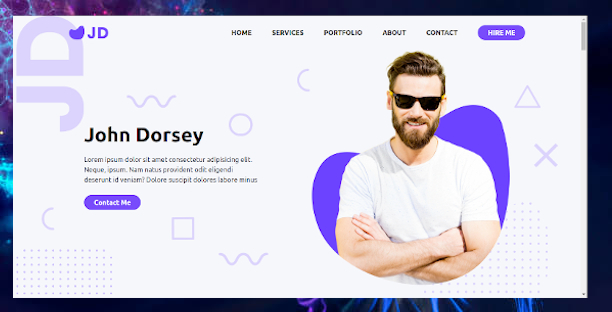 JD
JD
HOME SERVICES PORTFOLIO ABOUT CONTACT HIRE ME
John Dorsey
Lorem ipsum dolor sit amet consectetur adipisicing elit.
Neque, ipsum. Nam natus provident odit eligendi
deserunt id veniam? Dolore suscipit dolores labore minus
Contact Me